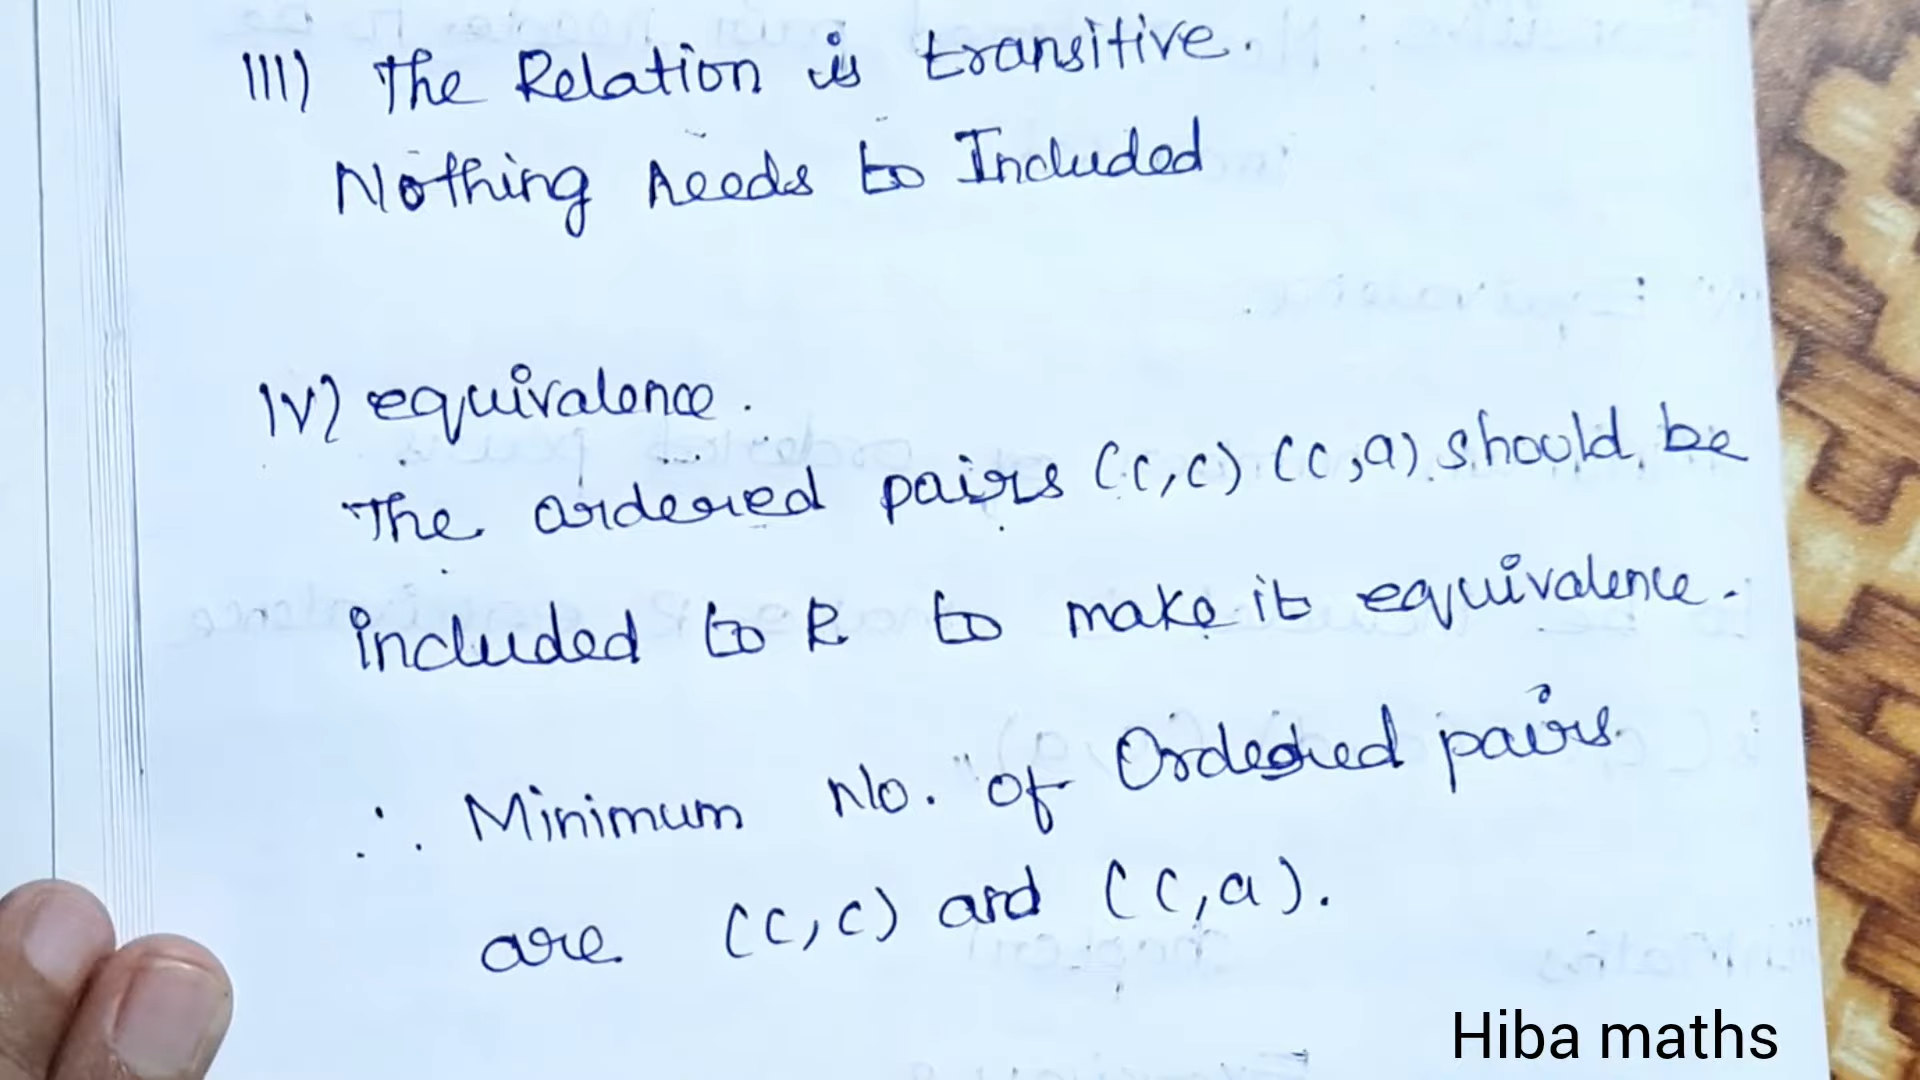 III) The Relation is transitive.
Nothing needs to Included
IV) equivalence.
The ordered pairs (c,c) (c,a) should be
included to R to make it equivalence.
∴ Minimum No. of Ordered pairs
are (c,c) and (c,a).
Hiba maths